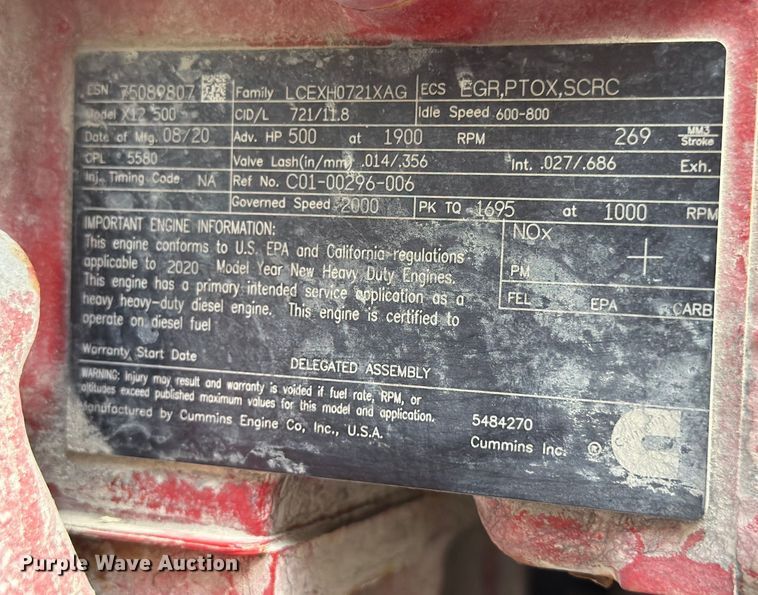 ESN 75089807 Family LCEXH0721XAG ECS EGR,PTOX,SCRC
Model X12 500 CID/L 721/11.8 Idle Speed 600-800
Date of Mfg. 08/20 Adv. HP 500 at 1900 RPM 269 MM3 Stroke
CPL 5580 Valve Lash(in/mm) .014/.356 Int. .027/.686 Exh.
Inj. Timing Code NA Ref No. C01-00296-006
Governed Speed 2000 PK TQ 1695 at 1000 RPM
IMPORTANT ENGINE INFORMATION:
This engine conforms to U.S. EPA and California regulations
applicable to 2020 Model Year New Heavy Duty Engines.
This engine has a primary intended service application as a
heavy heavy-duty diesel engine. This engine is certified to
operate on diesel fuel
NOx
PM
FEL EPA CARB
Warranty Start Date DELEGATED ASSEMBLY
WARNING: Injury may result and warranty is voided if fuel rate, RPM, or
altitudes exceed published maximum values for this model and application.
Manufactured by Cummins Engine Co, Inc., U.S.A.
5484270
Cummins Inc. ®
Purple Wave Auction